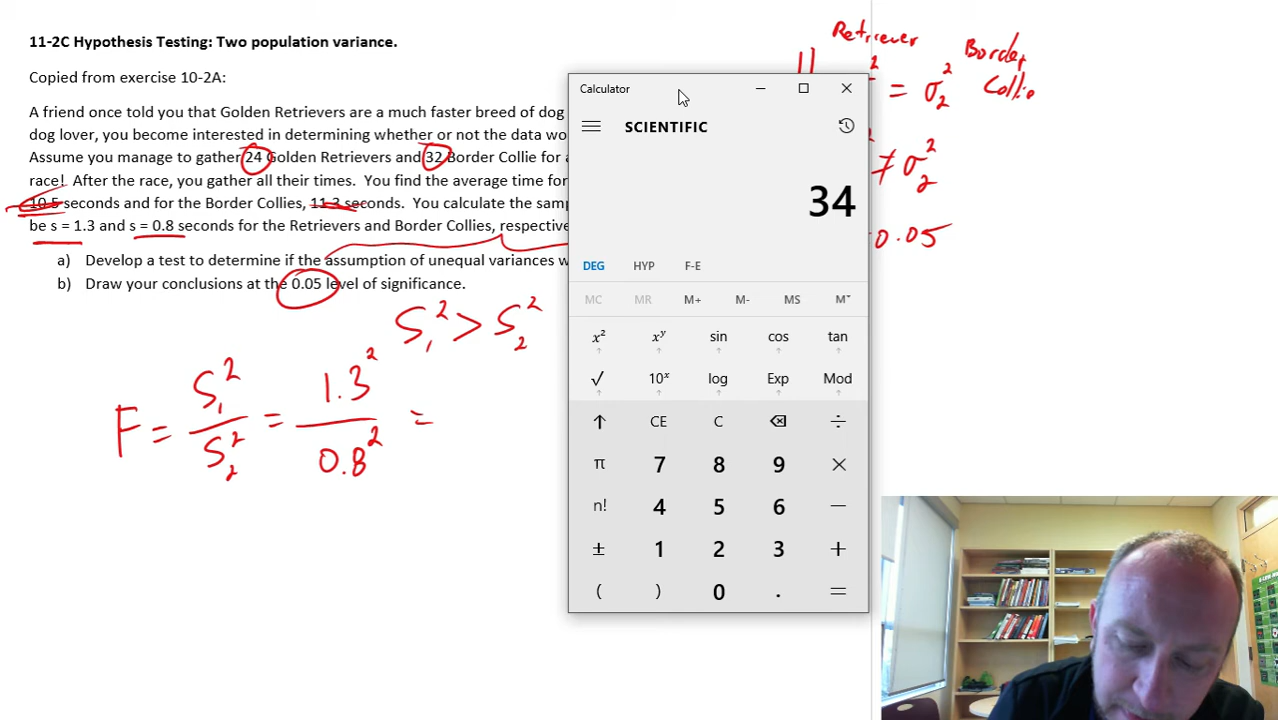 11-2C Hypothesis Testing: Two population variance.
Copied from exercise 10-2A:
A friend once told you that Golden Retrievers are a much faster breed of dog
dog lover, you become interested in determining whether or not the data wo
Assume you manage to gather 24 Golden Retrievers and 32 Border Collie for a
race! After the race, you gather all their times. You find the average time for
10.5 seconds and for the Border Collies, 11.3 seconds. You calculate the sam
be s = 1.3 and s = 0.8 seconds for the Retrievers and Border Collies, respective
a) Develop a test to determine if the assumption of unequal variances w
b) Draw your conclusions at the 0.05 level of significance.
S₁² > S₂²
F = S₁²/S₂² = 1.3²/0.8² =
Retriever Border Collie
² = σ₂²
² ≠ σ₂²
0.05
Calculator
SCIENTIFIC
34
DEG HYP F-E
MC MR M+ M- MS M˅
x² xʸ sin cos tan
√ 10ˣ log Exp Mod
↑ CE C ⌫ ÷
π 7 8 9 ×
n! 4 5 6 −
± 1 2 3 +
( ) 0 . =